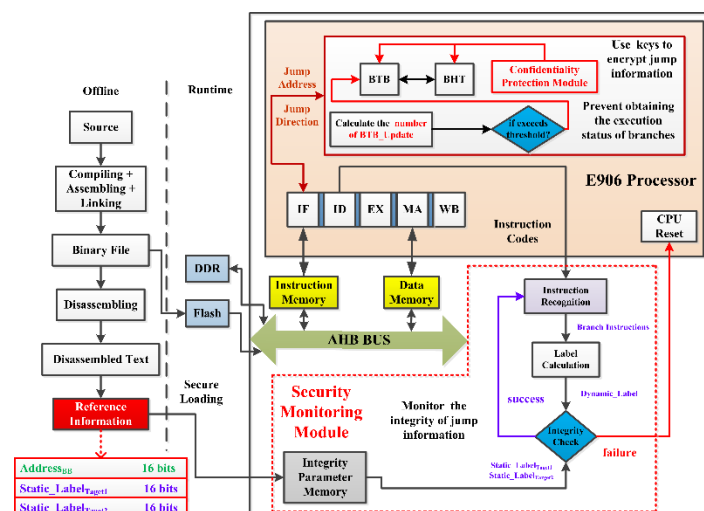 Offline
Runtime
Source
Compiling +
Assembling +
Linking
Binary File
Disassembling
Disassembled Text
Reference
Information
Address_BB 16 bits
Static_Label_Taget1 16 bits
Static_Label_Target2 16 bits
DDR
Flash
Secure
Loading
Jump
Address
Jump
Direction
BTB
BHT
Confidentiality
Protection Module
Calculate the number
of BTB_Update
if exceeds
threshold?
Use keys to
encrypt jump
information
Prevent obtaining
the execution
status of branches
E906 Processor
IF
ID
EX
MA
WB
Instruction
Codes
CPU
Reset
Instruction
Memory
Data
Memory
AHB BUS
Instruction
Recognition
Branch Instructions
Label
Calculation
Dynamic_Label
success
Integrity
Check
failure
Security
Monitoring
Module
Monitor the
integrity of jump
information
Integrity
Parameter
Memory
Static_Label
Static_Label_Target2